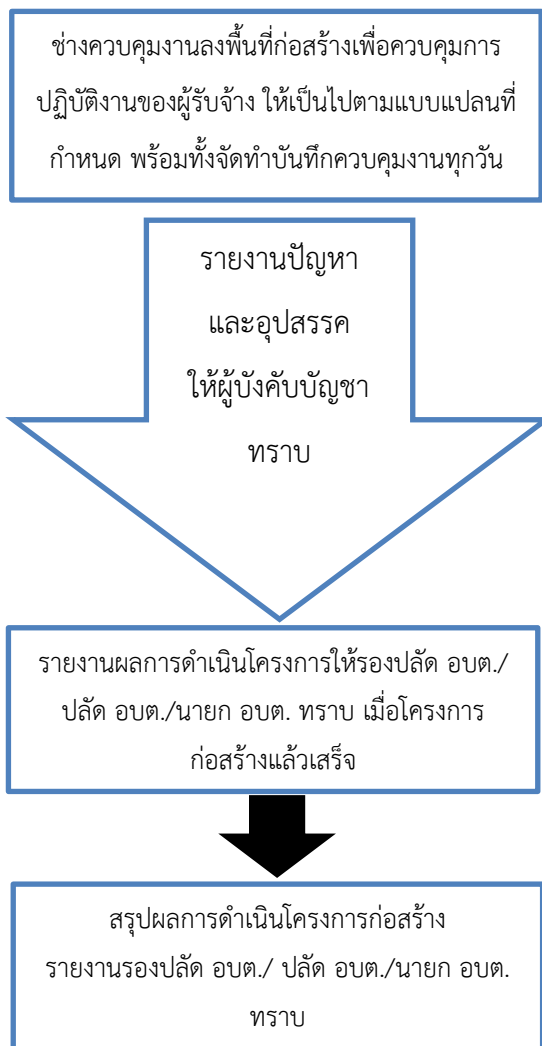 ช่างควบคุมงานลงพื้นที่ก่อสร้างเพื่อควบคุมการ
ปฏิบัติงานของผู้รับจ้าง ให้เป็นไปตามแบบแปลนที่
กำหนด พร้อมทั้งจัดทำบันทึกควบคุมงานทุกวัน
รายงานปัญหา
และอุปสรรค
ให้ผู้บังคับบัญชา
ทราบ
รายงานผลการดำเนินโครงการให้รองปลัด อบต./
ปลัด อบต./นายก อบต. ทราบ เมื่อโครงการ
ก่อสร้างแล้วเสร็จ
สรุปผลการดำเนินโครงการก่อสร้าง
รายงานรองปลัด อบต./ ปลัด อบต./นายก อบต.
ทราบ